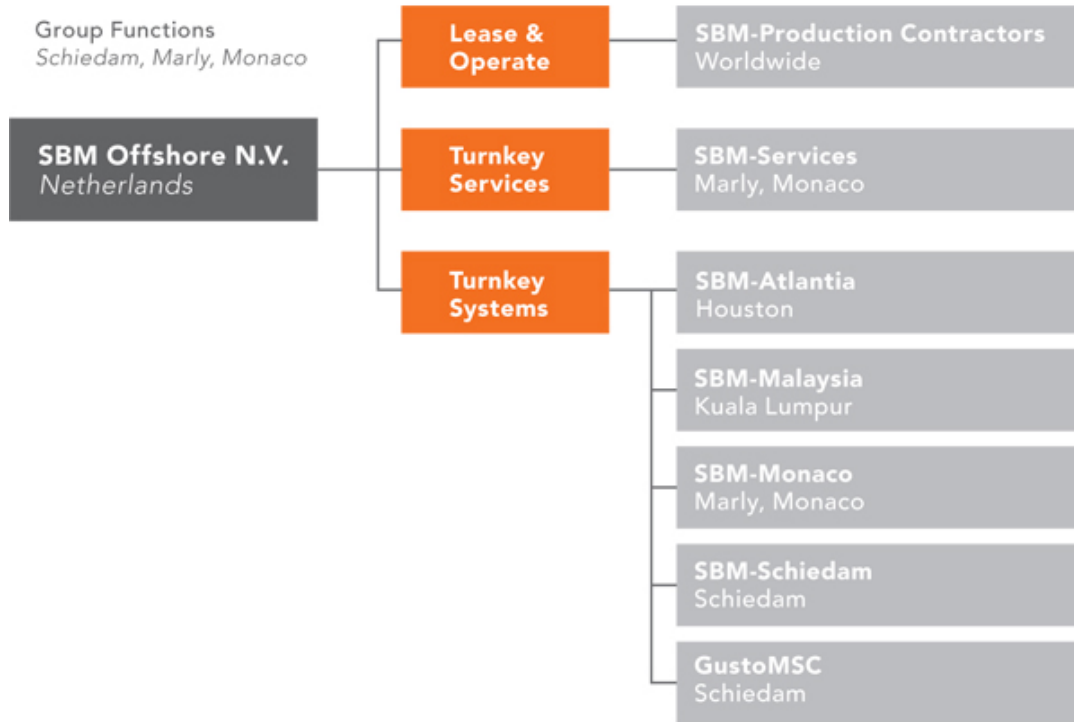 Group Functions
Schiedam, Marly, Monaco
SBM Offshore N.V.
Netherlands
Lease &
Operate
SBM-Production Contractors
Worldwide
Turnkey
Services
SBM-Services
Marly, Monaco
Turnkey
Systems
SBM-Atlantia
Houston
SBM-Malaysia
Kuala Lumpur
SBM-Monaco
Marly, Monaco
SBM-Schiedam
Schiedam
GustoMSC
Schiedam